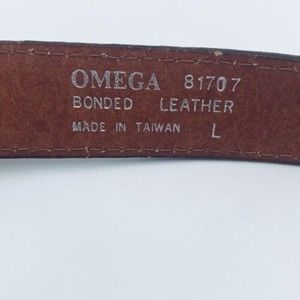 OMEGA 81707
BONDED LEATHER
MADE IN TAIWAN L